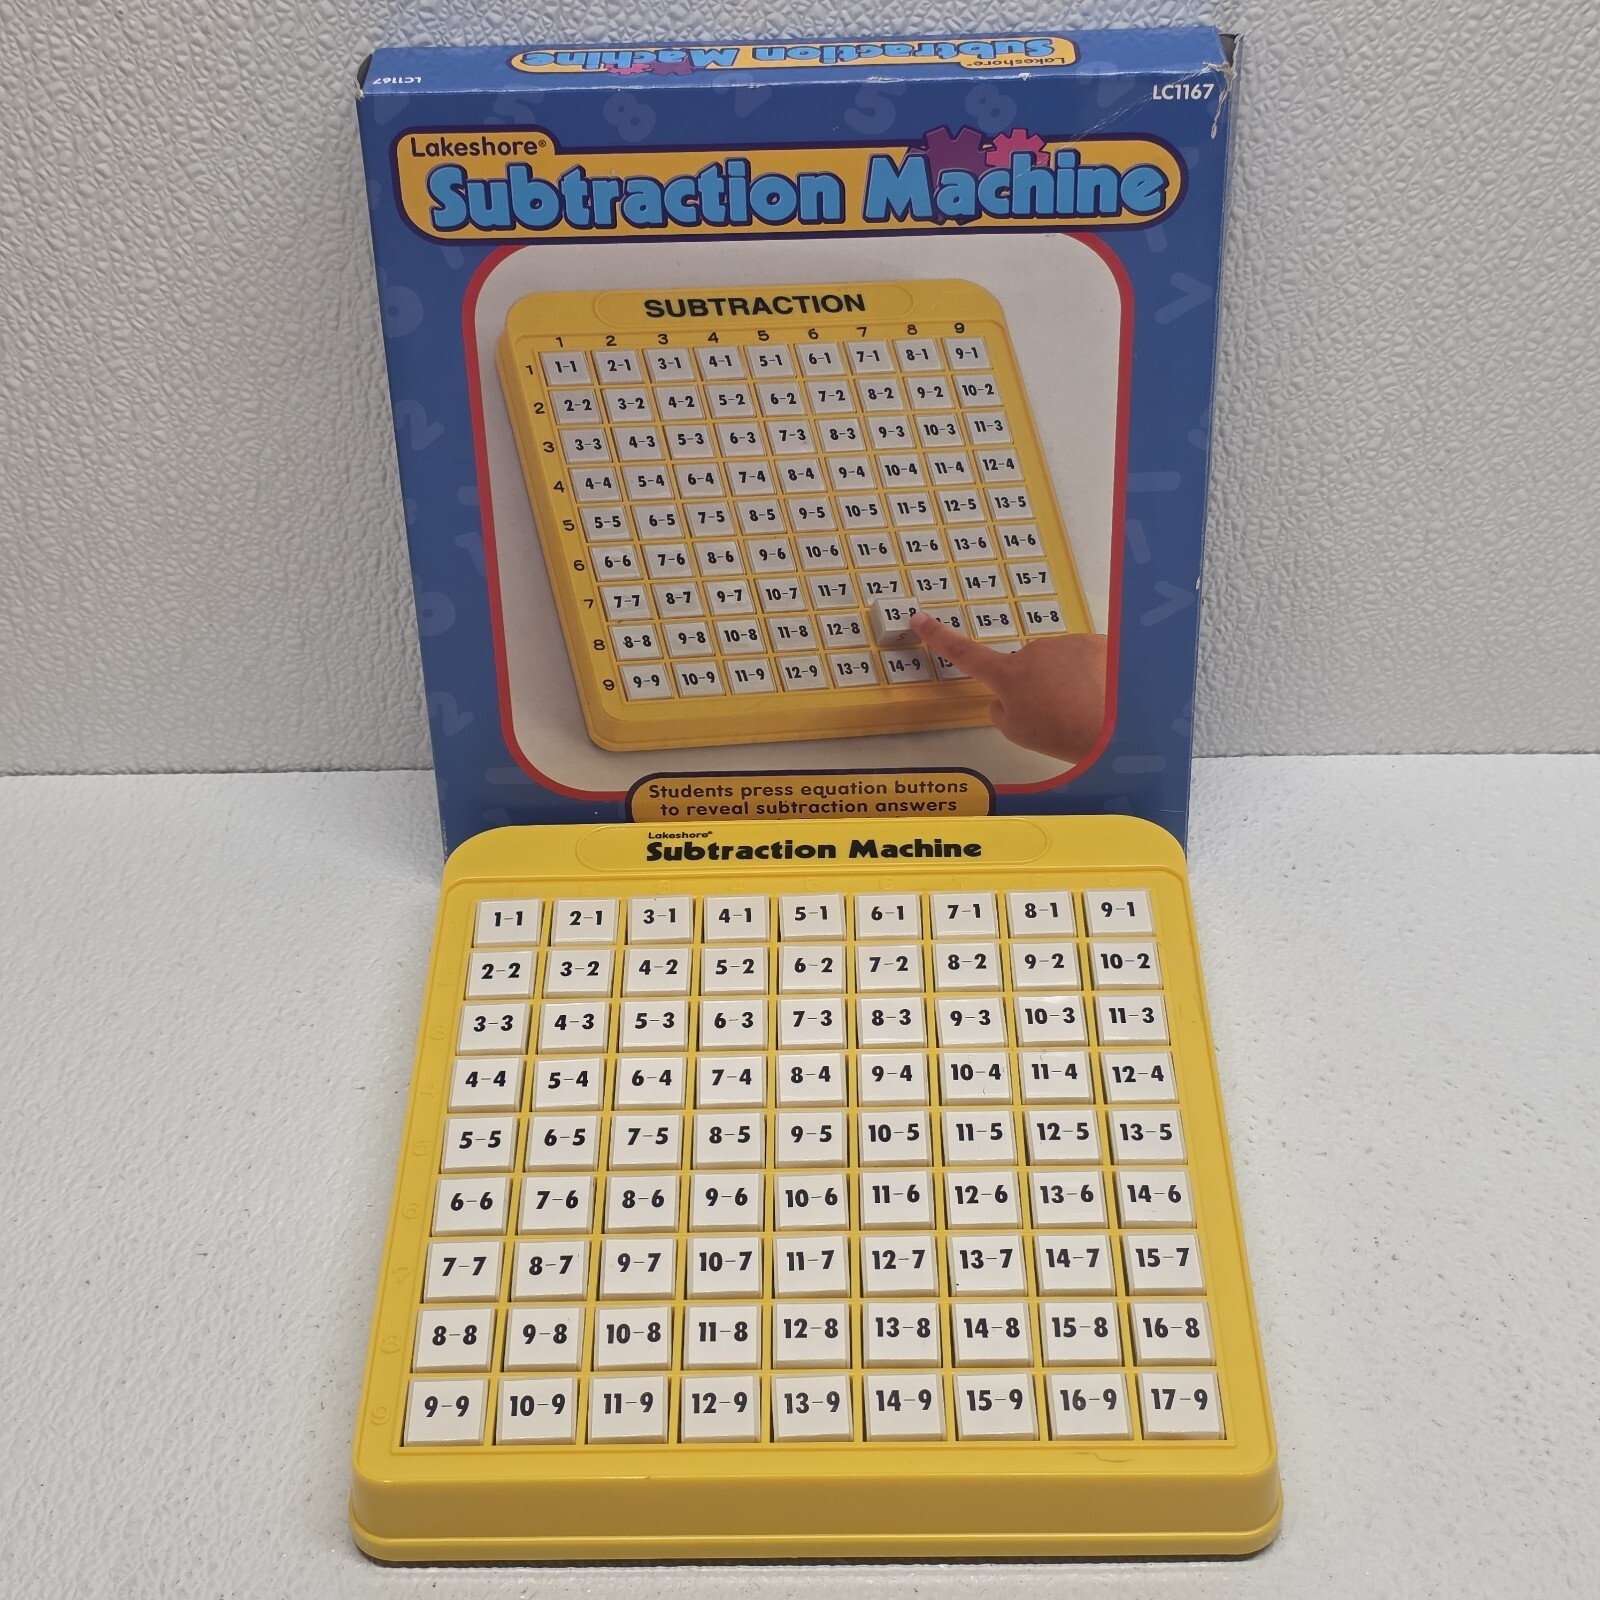 Lakeshore® Subtraction Machine
LC1167
LC1167
Lakeshore®
Subtraction Machine
SUBTRACTION
1 2 3 4 5 6 7 8 9
1 1-1 2-1 3-1 4-1 5-1 6-1 7-1 8-1 9-1
2 2-2 3-2 4-2 5-2 6-2 7-2 8-2 9-2 10-2
3 3-3 4-3 5-3 6-3 7-3 8-3 9-3 10-3 11-3
4 4-4 5-4 6-4 7-4 8-4 9-4 10-4 11-4 12-4
5 5-5 6-5 7-5 8-5 9-5 10-5 11-5 12-5 13-5
6 6-6 7-6 8-6 9-6 10-6 11-6 12-6 13-6 14-6
7 7-7 8-7 9-7 10-7 11-7 12-7 13-7 14-7 15-7
8 8-8 9-8 10-8 11-8 12-8 13-8 -8 15-8 16-8
5
9 9-9 10-9 11-9 12-9 13-9 14-9 15
Students press equation buttons
to reveal subtraction answers
Lakeshore®
Subtraction Machine
1-1 2-1 3-1 4-1 5-1 6-1 7-1 8-1 9-1
2-2 3-2 4-2 5-2 6-2 7-2 8-2 9-2 10-2
3-3 4-3 5-3 6-3 7-3 8-3 9-3 10-3 11-3
4-4 5-4 6-4 7-4 8-4 9-4 10-4 11-4 12-4
5-5 6-5 7-5 8-5 9-5 10-5 11-5 12-5 13-5
6-6 7-6 8-6 9-6 10-6 11-6 12-6 13-6 14-6
7-7 8-7 9-7 10-7 11-7 12-7 13-7 14-7 15-7
8-8 9-8 10-8 11-8 12-8 13-8 14-8 15-8 16-8
9-9 10-9 11-9 12-9 13-9 14-9 15-9 16-9 17-9